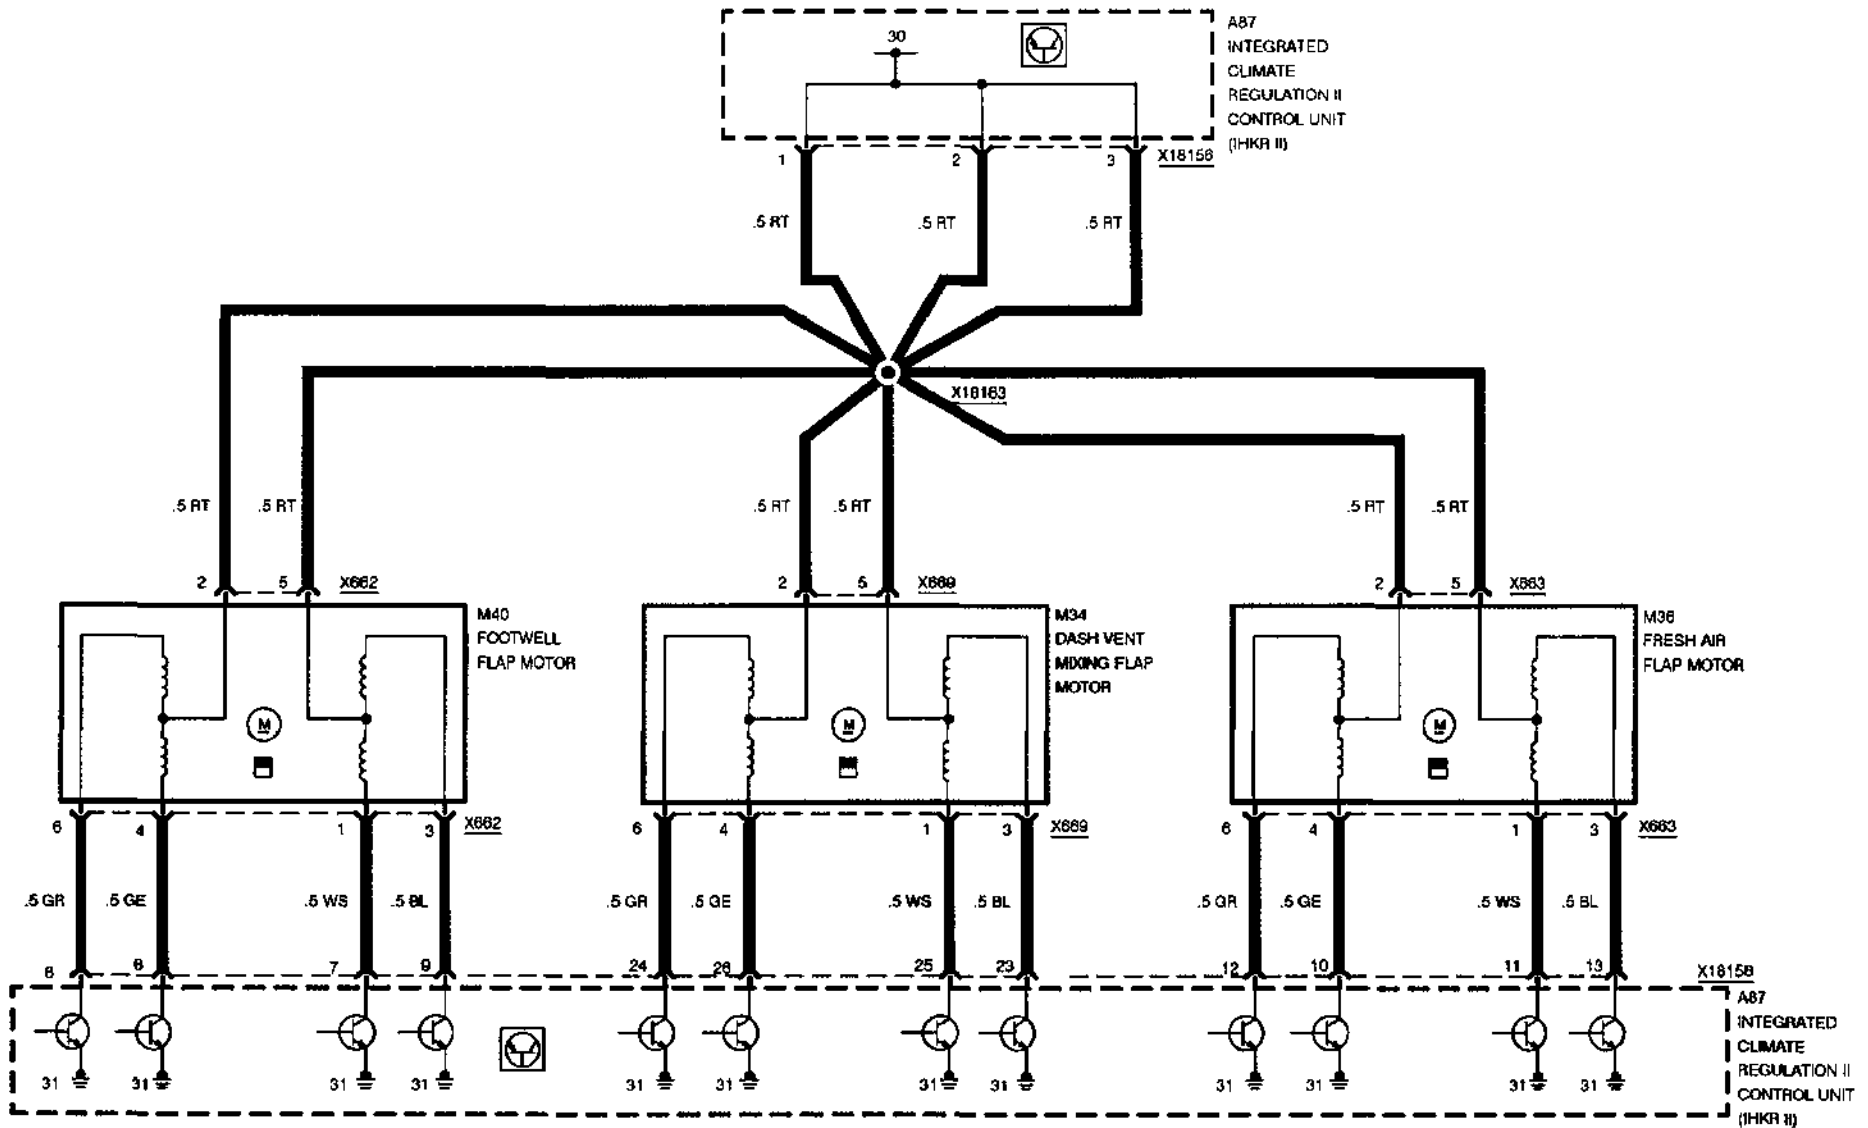 A87
INTEGRATED
CLIMATE
REGULATION II
CONTROL UNIT
(IHKR II)
30
1 2 3 X18156
.5 RT .5 RT .5 RT
X18163
.5 RT .5 RT .5 RT .5 RT .5 RT .5 RT
2 5 X662 2 5 X669 2 5 X663
M40
FOOTWELL
FLAP MOTOR
M
M34
DASH VENT
MIXING FLAP
MOTOR
M
M36
FRESH AIR
FLAP MOTOR
M
6 4 1 3 X662 6 4 1 3 X669 6 4 1 3 X663
.5 GR .5 GE .5 WS .5 BL .5 GR .5 GE .5 WS .5 BL .5 GR .5 GE .5 WS .5 BL
7 9 24 26 25 23 12 10 11 13 X18158
A87
INTEGRATED
CLIMATE
REGULATION II
CONTROL UNIT
(IHKR II)
31 31 31 31 31 31 31 31 31 31 31 31